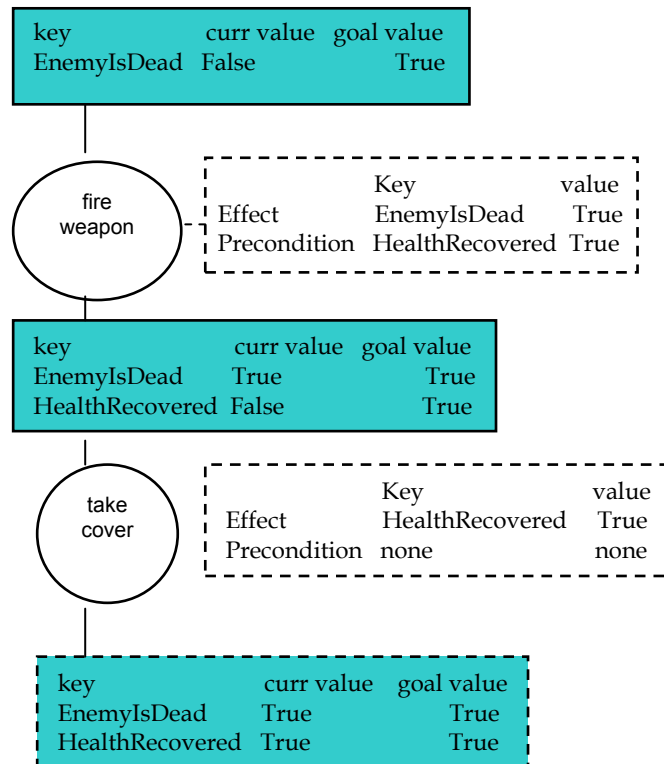 key curr value goal value
EnemyIsDead False True
fire
weapon
Key value
Effect EnemyIsDead True
Precondition HealthRecovered True
key curr value goal value
EnemyIsDead True True
HealthRecovered False True
take
cover
Key value
Effect HealthRecovered True
Precondition none none
key curr value goal value
EnemyIsDead True True
HealthRecovered True True